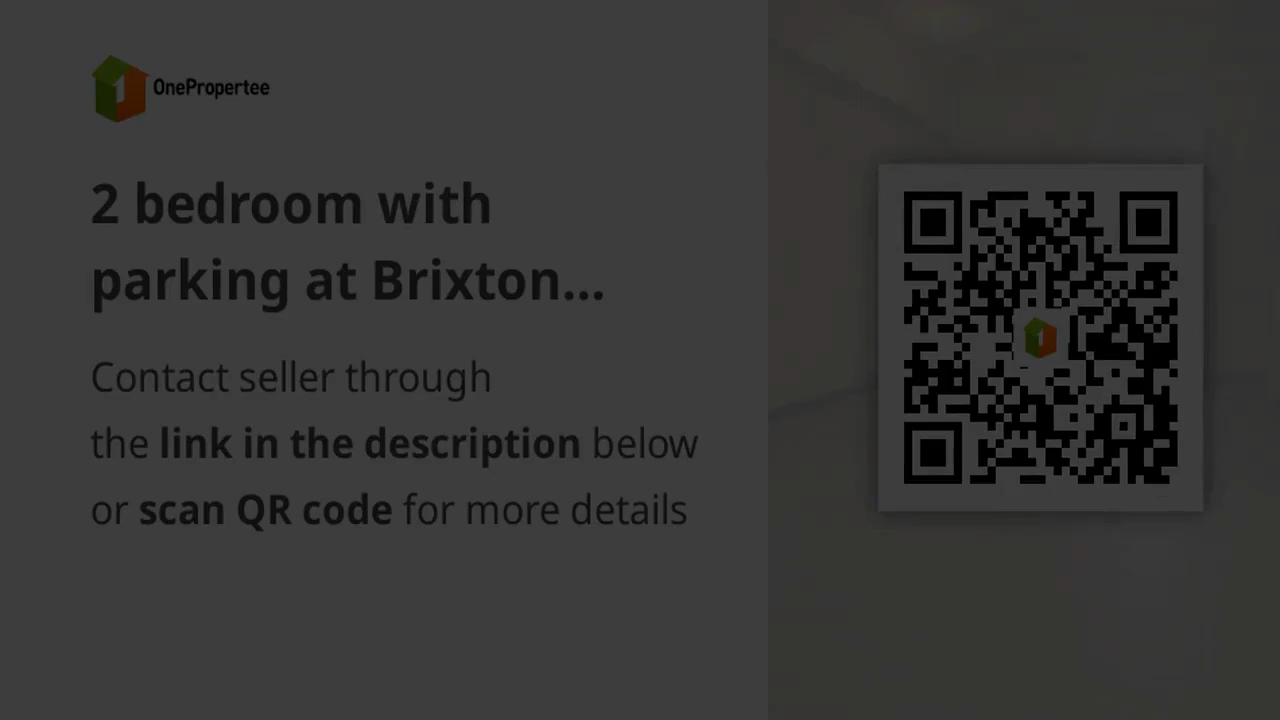 OnePropertee
2 bedroom with
parking at Brixton...
Contact seller through
the link in the description below
or scan QR code for more details